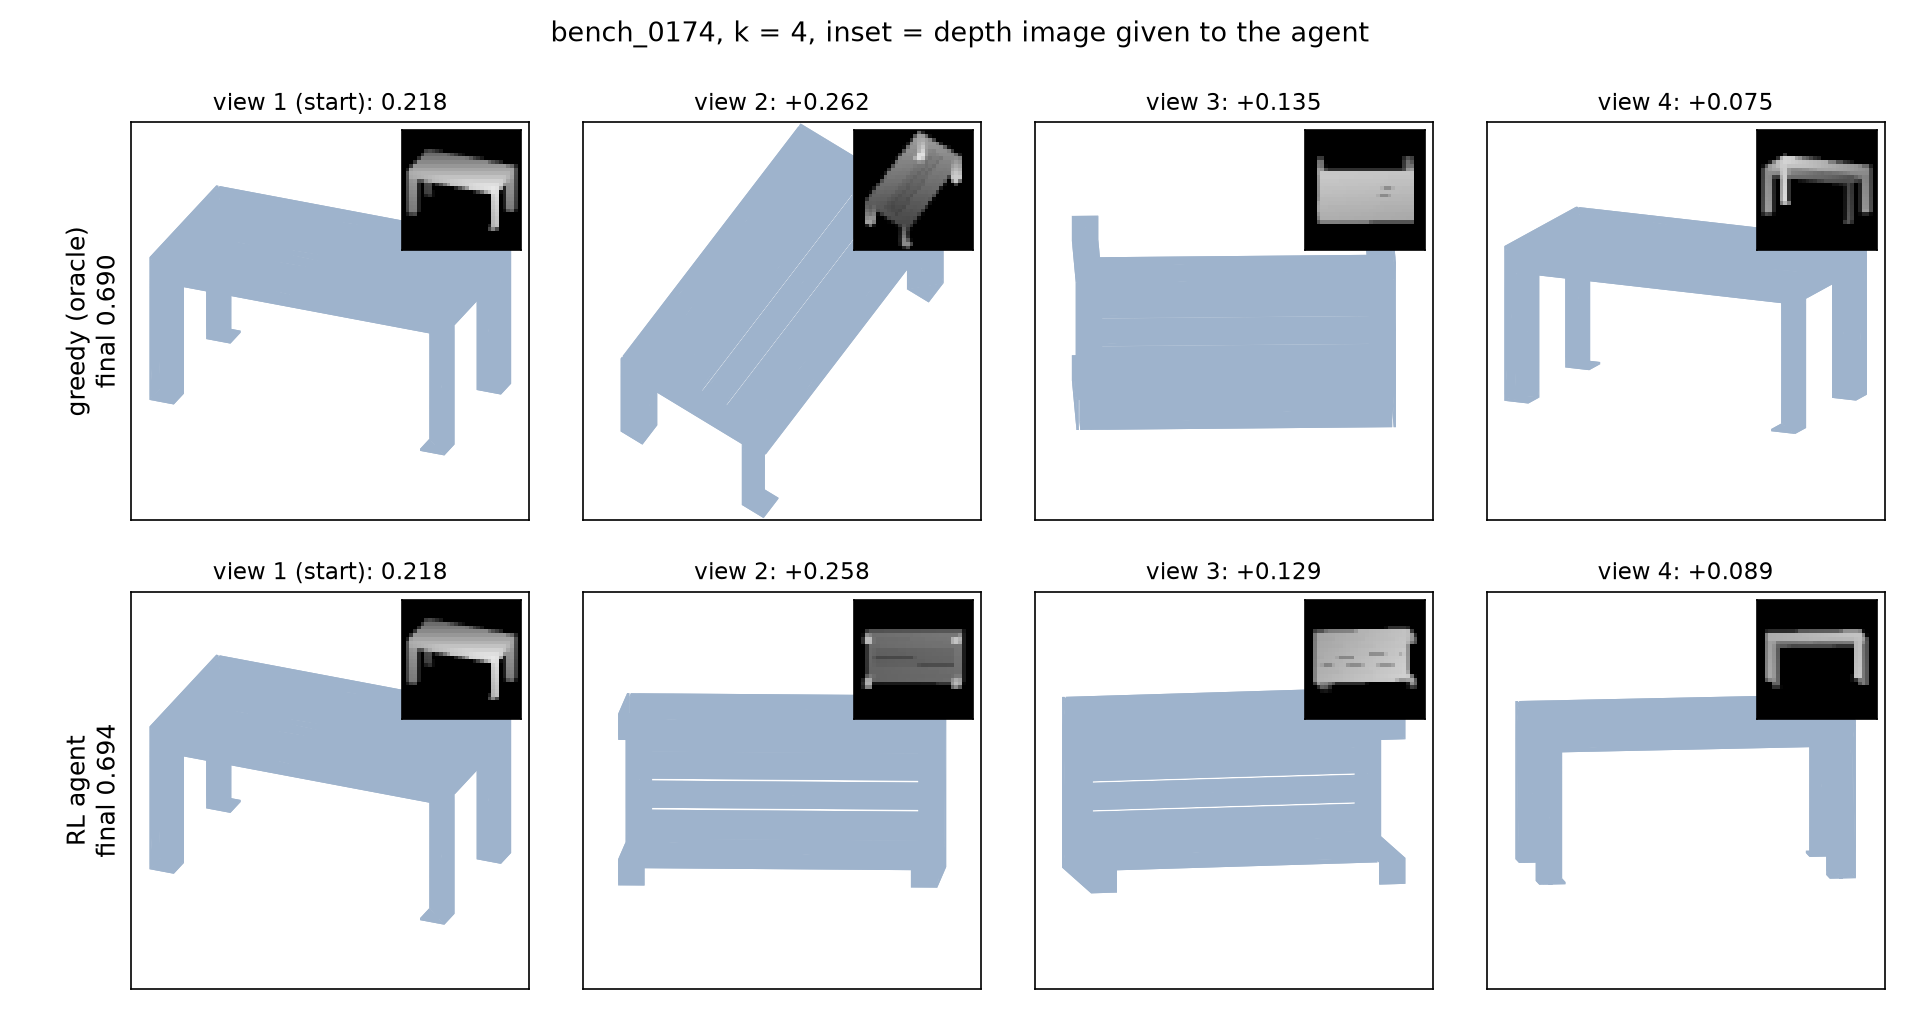 bench_0174, k = 4, inset = depth image given to the agent
greedy (oracle)
final 0.690
view 1 (start): 0.218
view 2: +0.262
view 3: +0.135
view 4: +0.075
RL agent
final 0.694
view 1 (start): 0.218
view 2: +0.258
view 3: +0.129
view 4: +0.089